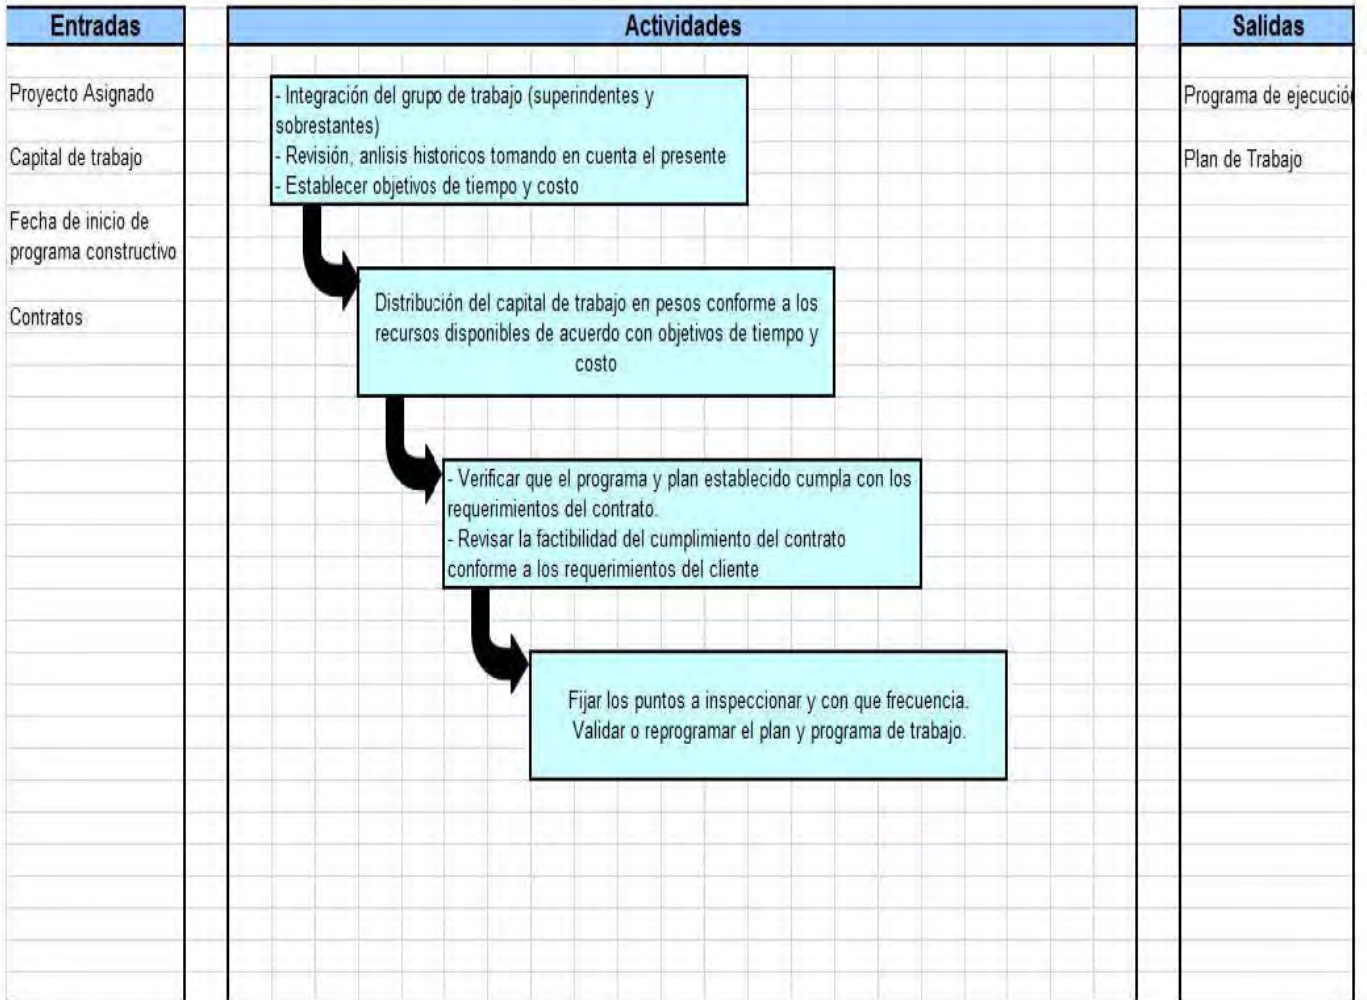 Entradas
Actividades
Salidas
Proyecto Asignado
Capital de trabajo
Fecha de inicio de
programa constructivo
Contratos
- Integración del grupo de trabajo (superindentes y
sobrestantes)
- Revisión, anlisis historicos tomando en cuenta el presente
- Establecer objetivos de tiempo y costo
Distribución del capital de trabajo en pesos conforme a los
recursos disponibles de acuerdo con objetivos de tiempo y
costo
- Verificar que el programa y plan establecido cumpla con los
requerimientos del contrato.
- Revisar la factibilidad del cumplimiento del contrato
conforme a los requerimientos del cliente
Fijar los puntos a inspeccionar y con que frecuencia.
Validar o reprogramar el plan y programa de trabajo.
Programa de ejecució
Plan de Trabajo